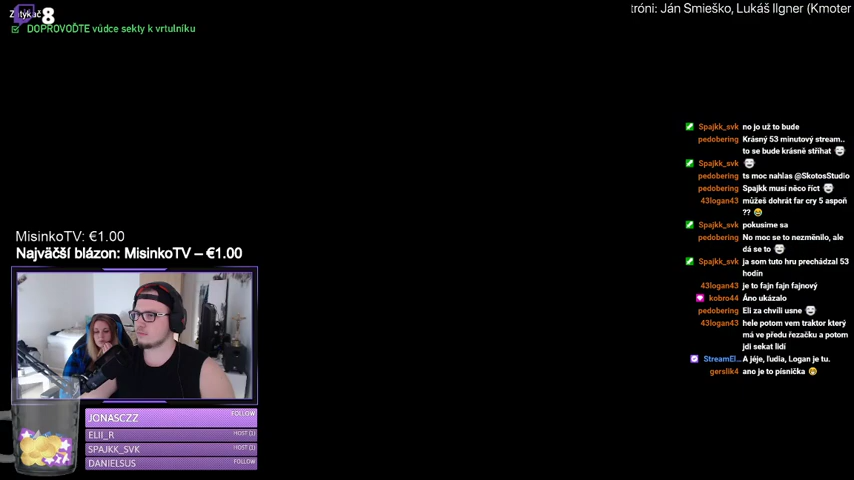 8
DOPROVOĎTE vůdce sekty k vrtulníku
tróni: Ján Smieško, Lukáš Ilgner (Kmoter
Spajkk_svk no jo už to bude
pedobering Krásný 53 minutový stream..
to se bude krásně stříhat
Spajkk_svk
pedobering ts moc nahlas @SkotosStudio
pedobering Spajkk musí něco říct
43logan43 můžeš dohrát far cry 5 aspoň
??
Spajkk_svk pokusime sa
pedobering No moc se to nezměnilo, ale
dá se to
Spajkk_svk ja som tuto hru prechádzal 53
hodin
43logan43 je to fajn fajn fajnový
kobro44 Áno ukázalo
pedobering Eli za chvíli usne
43logan43 hele potom vem traktor který
má ve předu řezačku a potom
jdi sekat lidí
StreamEl... A jéje, ľudia, Logan je tu.
gerslik4 ano je to písnička
MisinkoTV: €1.00
Najväčší blázon: MisinkoTV – €1.00
JONASCZZ FOLLOW
ELII_R HOST (1)
SPAJKK_SVK HOST (1)
DANIELSUS FOLLOW